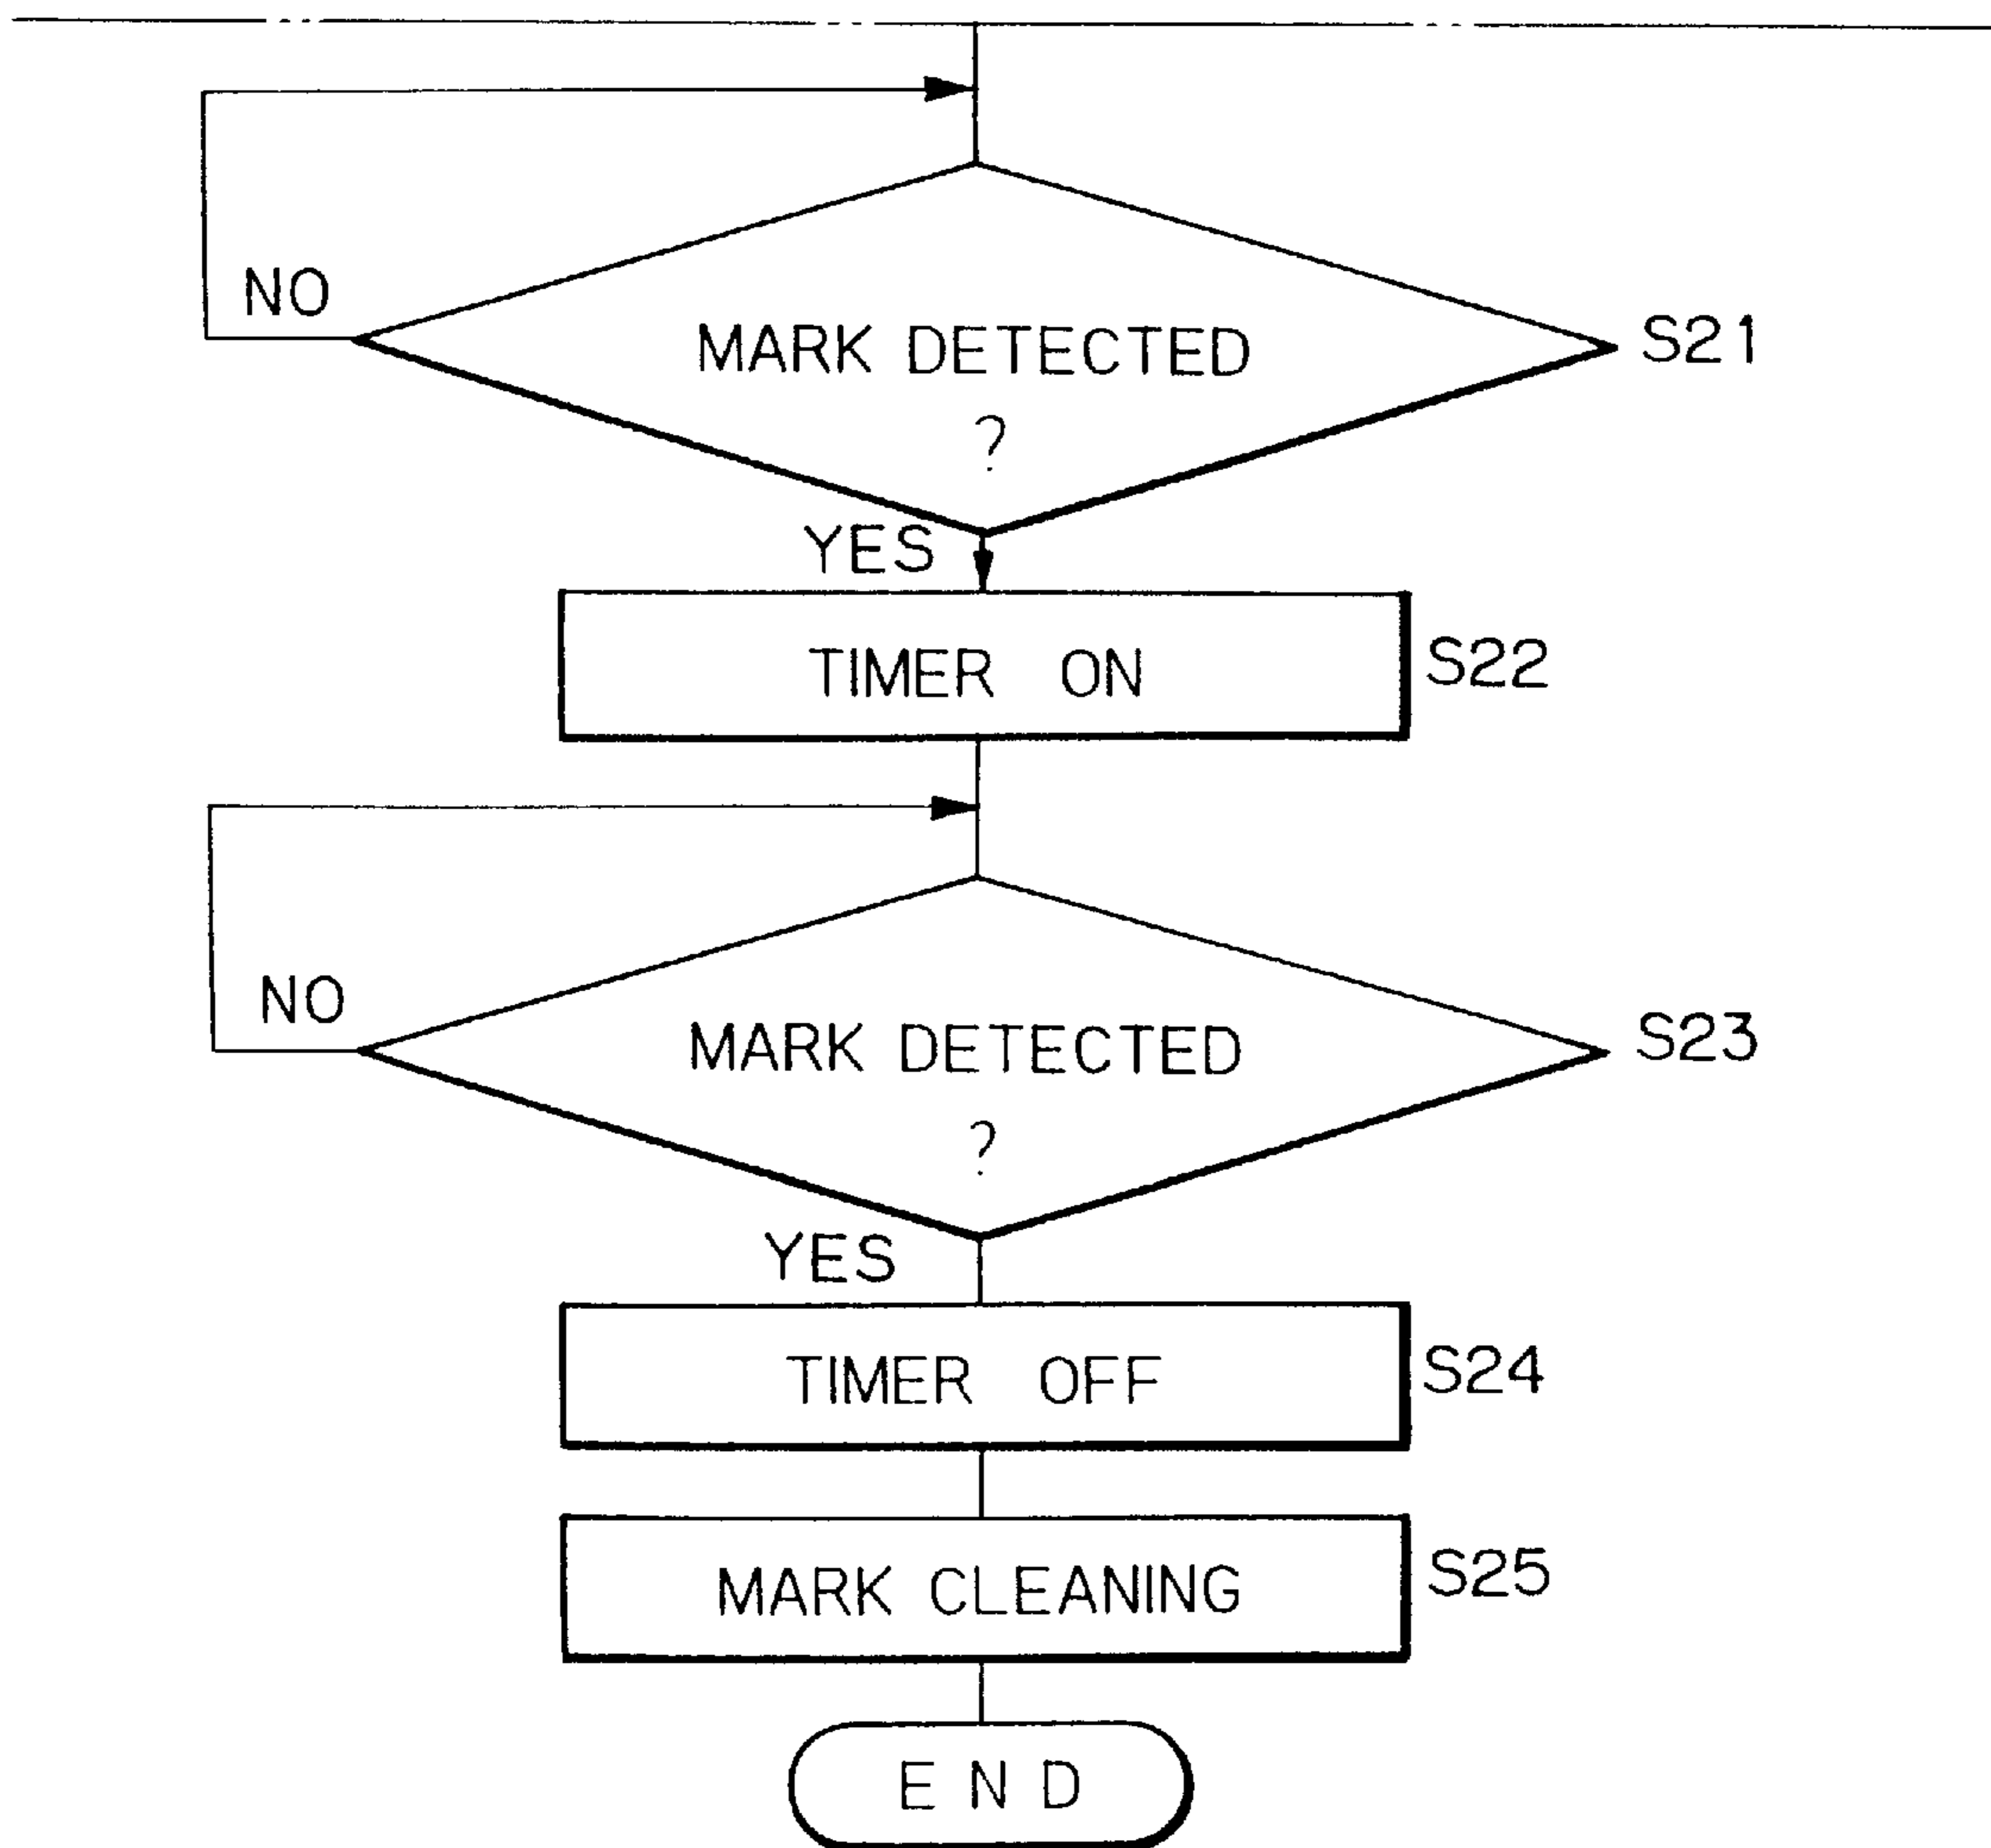 NO
MARK DETECTED
?
S21
YES
TIMER ON
S22
NO
MARK DETECTED
?
S23
YES
TIMER OFF
S24
MARK CLEANING
S25
END